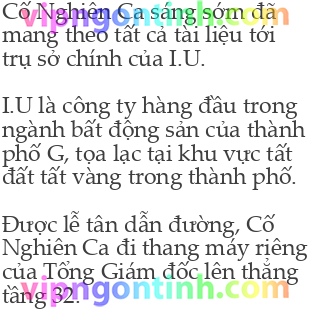 Cố Nghiên Ca sáng sớm đã
mang theo tất cả tài liệu tới
trụ sở chính của I.U.
I.U là công ty hàng đầu trong
ngành bất động sản của thành
phố G, tọa lạc tại khu vực tất
đất tất vàng trong thành phố.
Được lễ tân dẫn đường, Cố
Nghiên Ca đi thang máy riêng
của Tổng Giám đốc lên thẳng
tầng 32.
vipngontinh.com
vipngontinh.com